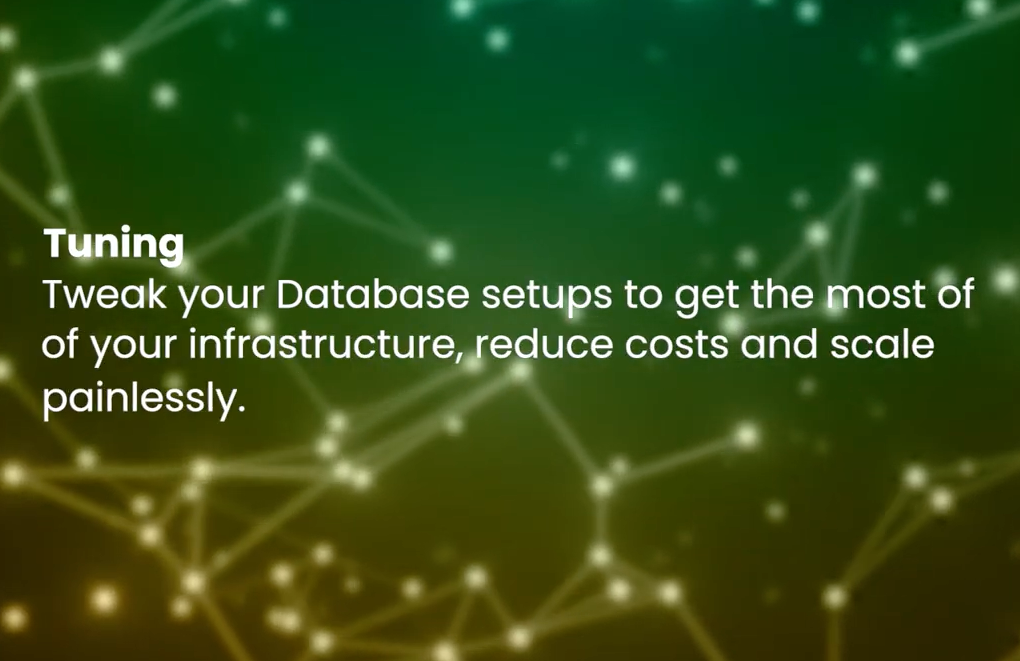 Tuning
Tweak your Database setups to get the most of
of your infrastructure, reduce costs and scale
painlessly.